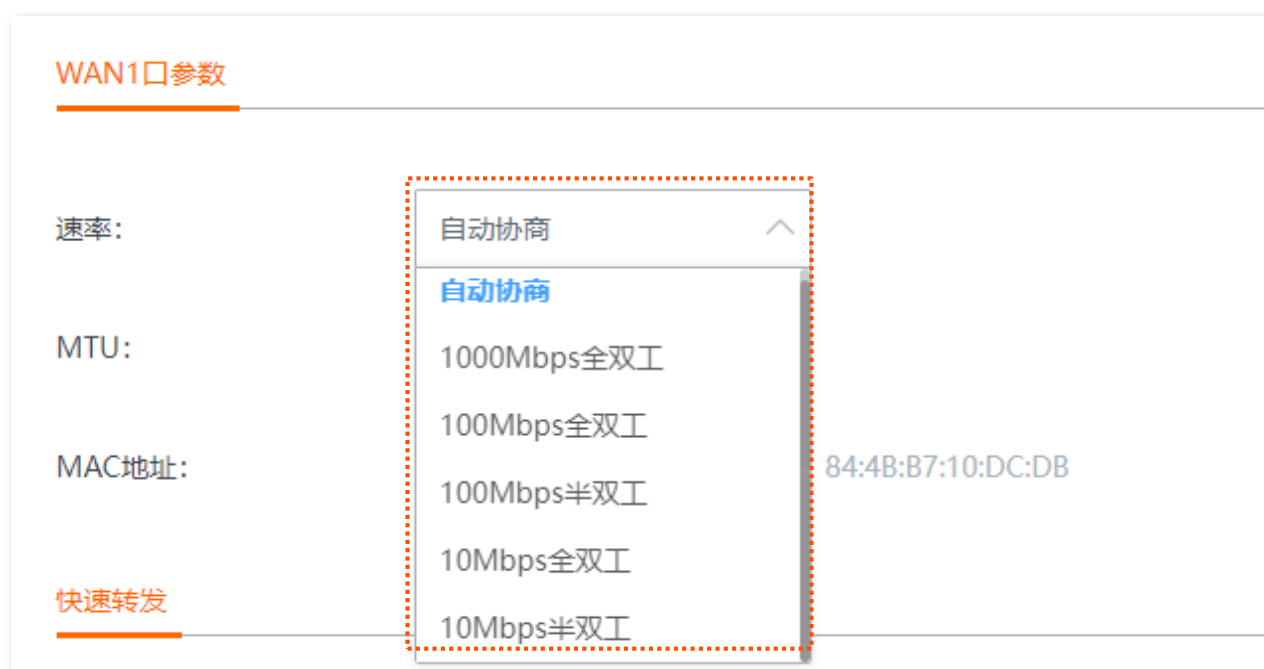 WAN1口参数
速率：
自动协商
自动协商
1000Mbps全双工
MTU：
100Mbps全双工
MAC地址：
84:4B:B7:10:DC:DB
100Mbps半双工
10Mbps全双工
快速转发
10Mbps半双工